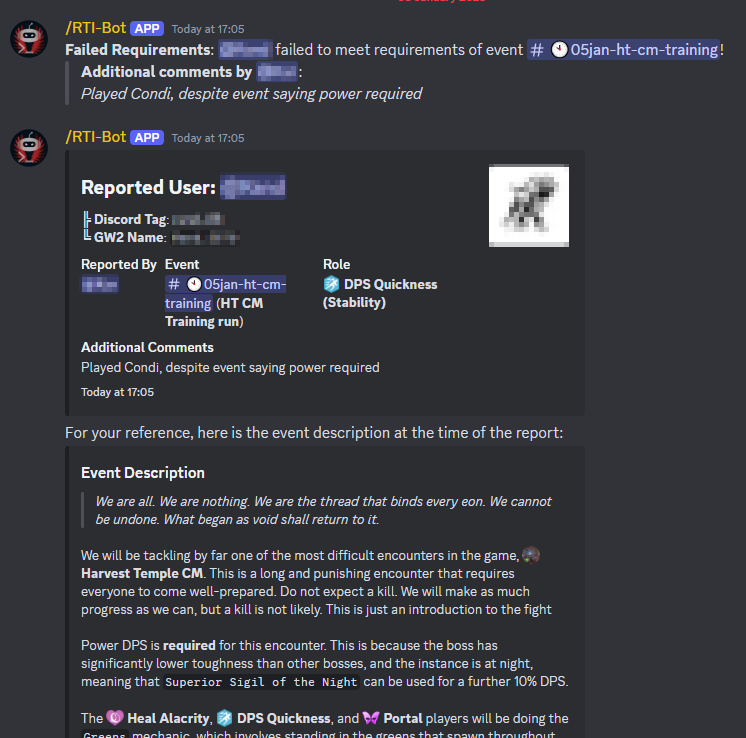 /RTI-Bot APP Today at 17:05
Failed Requirements: failed to meet requirements of event # 05jan-ht-cm-training!
Additional comments by :
Played Condi, despite event saying power required
/RTI-Bot APP Today at 17:05
Reported User:
╠ Discord Tag:
╚ GW2 Name:
Reported By Event Role
# 05jan-ht-cm- DPS Quickness
training (HT CM (Stability)
Training run)
Additional Comments
Played Condi, despite event saying power required
Today at 17:05
For your reference, here is the event description at the time of the report:
Event Description
We are all. We are nothing. We are the thread that binds every eon. We cannot
be undone. What began as void shall return to it.
We will be tackling by far one of the most difficult encounters in the game,
Harvest Temple CM. This is a long and punishing encounter that requires
everyone to come well-prepared. Do not expect a kill. We will make as much
progress as we can, but a kill is not likely. This is just an introduction to the fight
Power DPS is required for this encounter. This is because the boss has
significantly lower toughness than other bosses, and the instance is at night,
meaning that Superior Sigil of the Night can be used for a further 10% DPS.
The Heal Alacrity, DPS Quickness, and Portal players will be doing the
Greens mechanic, which involves standing in the greens that spawn throughout